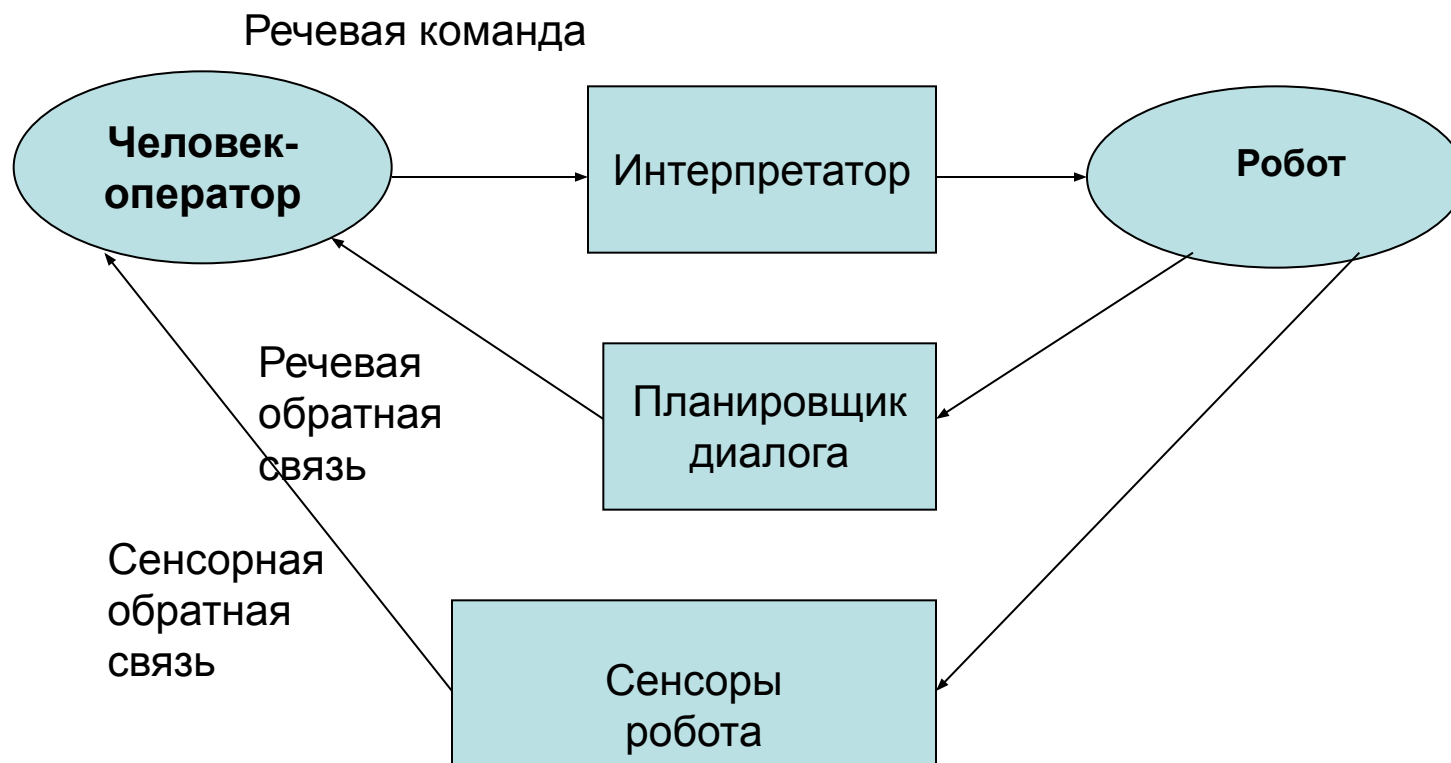 Речевая команда
Человек-
оператор
Интерпретатор
Робот
Речевая
обратная
связь
Планировщик
диалога
Сенсорная
обратная
связь
Сенсоры
робота